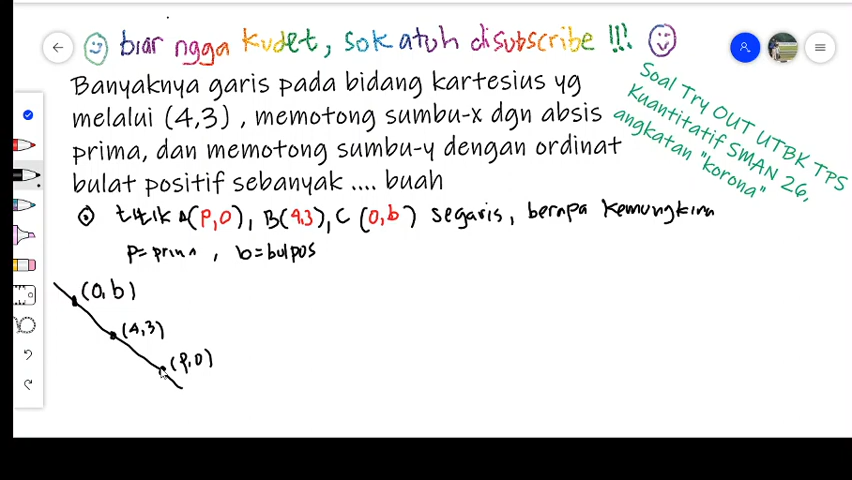 biar ngga kudet, sok atuh disubscribe !!!
Banyaknya garis pada bidang kartesius yg
melalui (4,3) , memotong sumbu-x dgn absis
prima, dan memotong sumbu-y dengan ordinat
bulat positif sebanyak .... buah
Soal Try OUT UTBK TPS
Kuantitatif SMAN 26,
angkatan "korona"
titik A(P,0), B(4,3), C (0,b) segaris, berapa kemungkinan
P= prima , b=bulpos
(0,b)
(4,3)
(P,0)